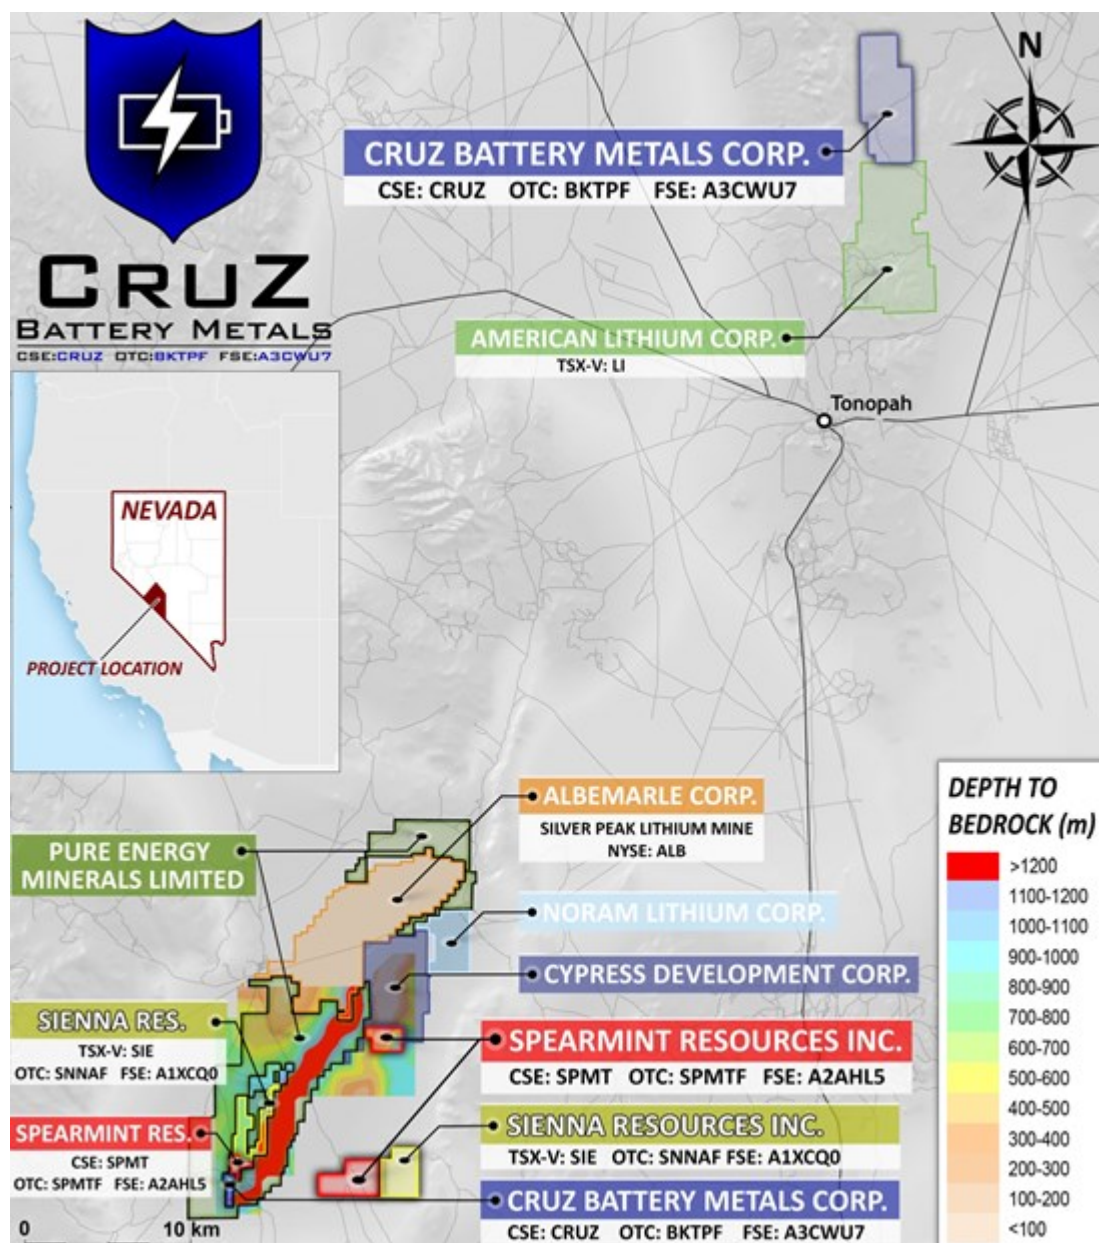 N
CRUZ BATTERY METALS CORP.
CSE: CRUZ OTC: BKTPF FSE: A3CWU7
CRUZ
BATTERY METALS
CSE:CRUZ OTC:BKTPF FSE:A3CWU7
AMERICAN LITHIUM CORP.
TSX-V: LI
Tonopah
NEVADA
PROJECT LOCATION
ALBEMARLE CORP.
SILVER PEAK LITHIUM MINE
NYSE: ALB
PURE ENERGY
MINERALS LIMITED
NORAM LITHIUM CORP.
CYPRESS DEVELOPMENT CORP.
SIENNA RES.
TSX-V: SIE
OTC: SNNAF FSE: A1XCQ0
SPEARMINT RESOURCES INC.
CSE: SPMT OTC: SPMTF FSE: A2AHL5
SPEARMINT RES.
CSE: SPMT
OTC: SPMTF FSE: A2AHL5
SIENNA RESOURCES INC.
TSX-V: SIE OTC: SNNAF FSE: A1XCQ0
CRUZ BATTERY METALS CORP.
CSE: CRUZ OTC: BKTPF FSE: A3CWU7
0 10 km
DEPTH TO
BEDROCK (m)
>1200
1100-1200
1000-1100
900-1000
800-900
700-800
600-700
500-600
400-500
300-400
200-300
100-200
<100